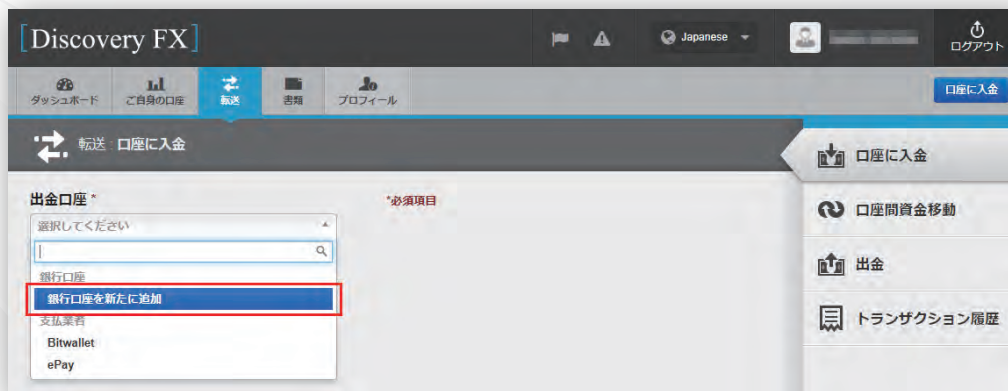 [Discovery FX]
Japanese
ログアウト
ダッシュボード
ご自身の口座
転送
書類
プロフィール
口座に入金
転送 : 口座に入金
出金口座 *
*必須項目
選択してください
銀行口座
銀行口座を新たに追加
支払業者
Bitwallet
ePay
口座に入金
口座間資金移動
出金
トランザクション履歴